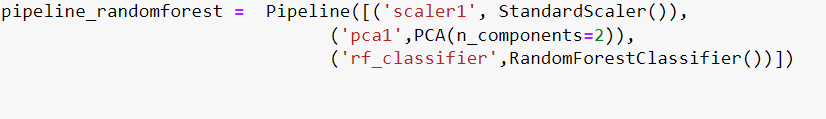 pipeline_randomforest =  Pipeline([('scaler1', StandardScaler()),
('pca1',PCA(n_components=2)),
('rf_classifier',RandomForestClassifier())])